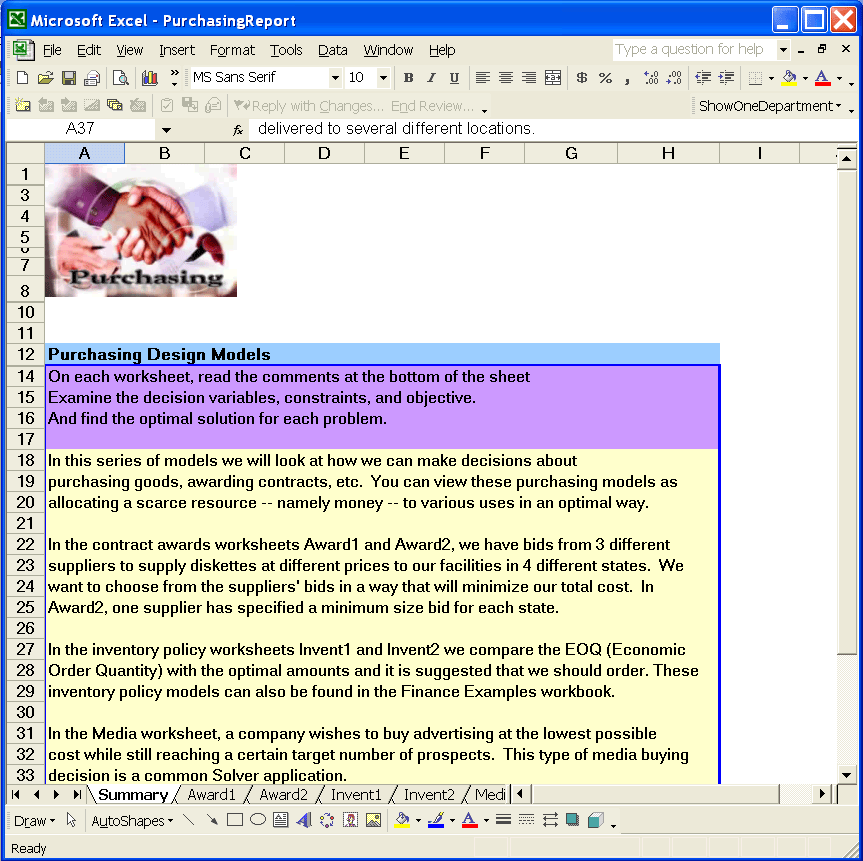 Microsoft Excel - PurchasingReport
File Edit View Insert Format Tools Data Window Help Type a question for help
MS Sans Serif 10 B I U $ % ,
Reply with Changes... End Review... ShowOneDepartment
A37 fx delivered to several different locations.
A B C D E F G H I
1
3
4
5
7
8
Purchasing
10
11
12 Purchasing Design Models
14 On each worksheet, read the comments at the bottom of the sheet
15 Examine the decision variables, constraints, and objective.
16 And find the optimal solution for each problem.
17
18 In this series of models we will look at how we can make decisions about
19 purchasing goods, awarding contracts, etc. You can view these purchasing models as
20 allocating a scarce resource -- namely money -- to various uses in an optimal way.
21
22 In the contract awards worksheets Award1 and Award2, we have bids from 3 different
23 suppliers to supply diskettes at different prices to our facilities in 4 different states. We
24 want to choose from the suppliers' bids in a way that will minimize our total cost. In
25 Award2, one supplier has specified a minimum size bid for each state.
26
27 In the inventory policy worksheets Invent1 and Invent2 we compare the EOQ (Economic
28 Order Quantity) with the optimal amounts and it is suggested that we should order. These
29 inventory policy models can also be found in the Finance Examples workbook.
30
31 In the Media worksheet, a company wishes to buy advertising at the lowest possible
32 cost while still reaching a certain target number of prospects. This type of media buying
33 decision is a common Solver application.
Summary Award1 Award2 Invent1 Invent2 Medi
Draw AutoShapes
Ready